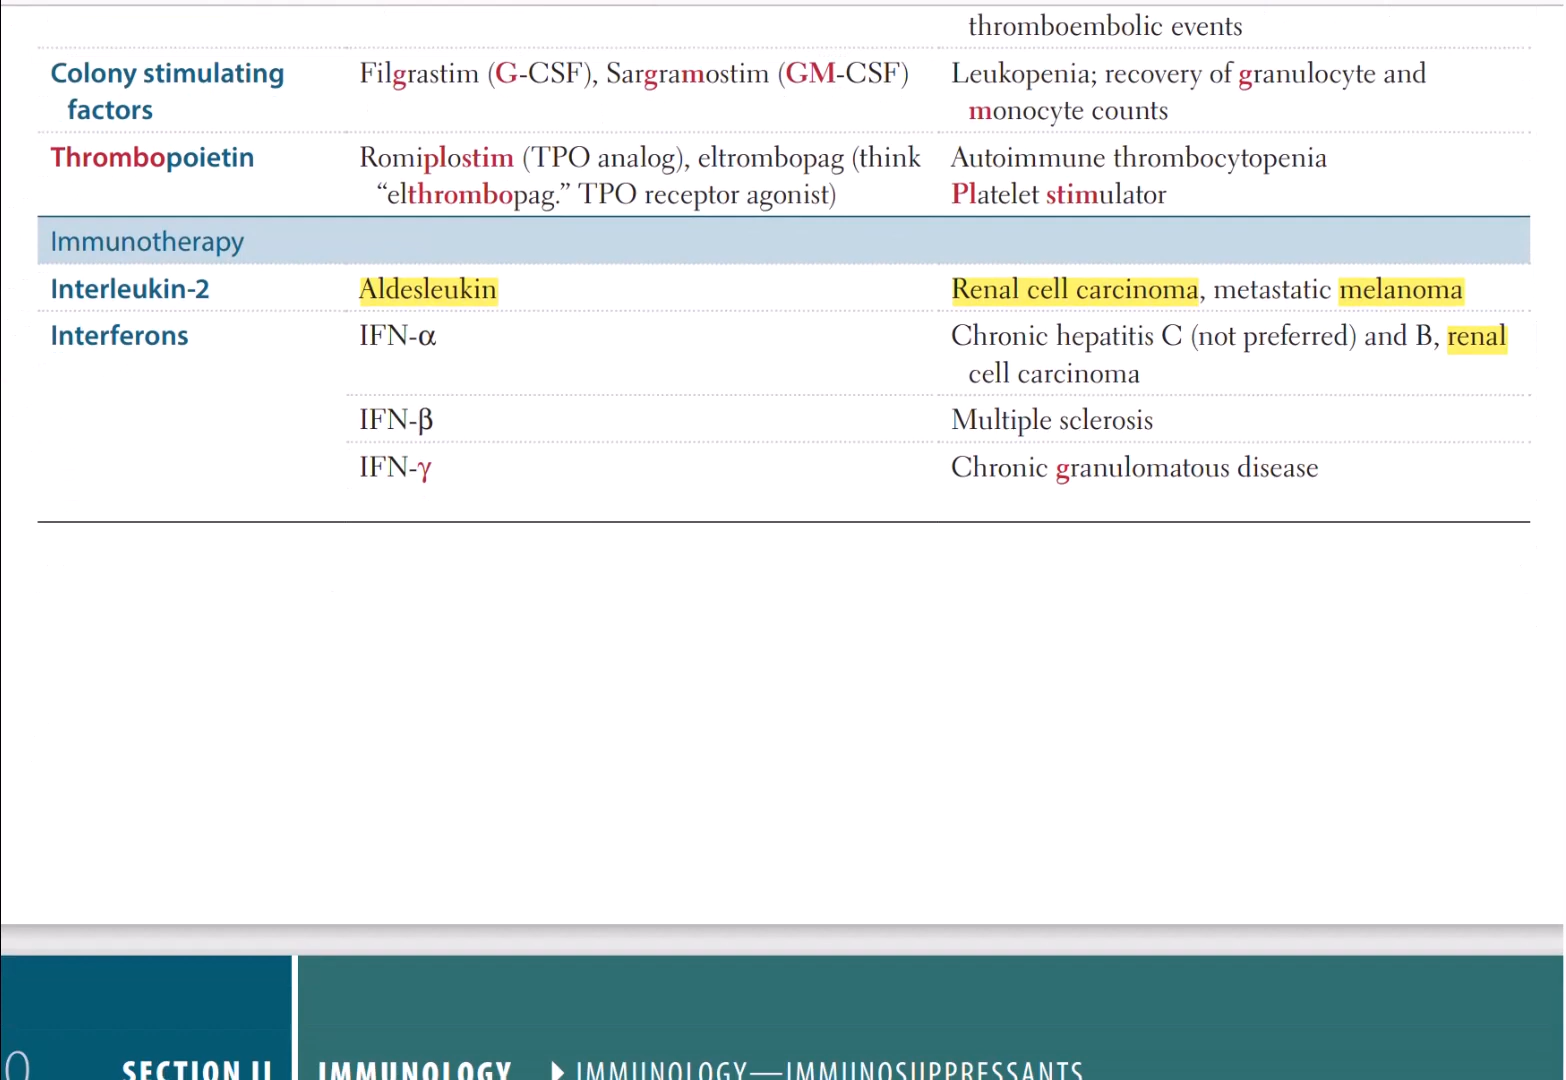 thromboembolic events
Colony stimulating factors
Filgrastim (G-CSF), Sargramostim (GM-CSF)
Leukopenia; recovery of granulocyte and
monocyte counts
Thrombopoietin
Romiplostim (TPO analog), eltrombopag (think
“elthrombopag.” TPO receptor agonist)
Autoimmune thrombocytopenia
Platelet stimulator
Immunotherapy
Interleukin-2
Aldesleukin
Renal cell carcinoma, metastatic melanoma
Interferons
IFN-α
Chronic hepatitis C (not preferred) and B, renal
cell carcinoma
IFN-β
Multiple sclerosis
IFN-γ
Chronic granulomatous disease
SECTION II
IMMUNOLOGY
IMMUNOLOGY—IMMUNOSUPPRESSANTS